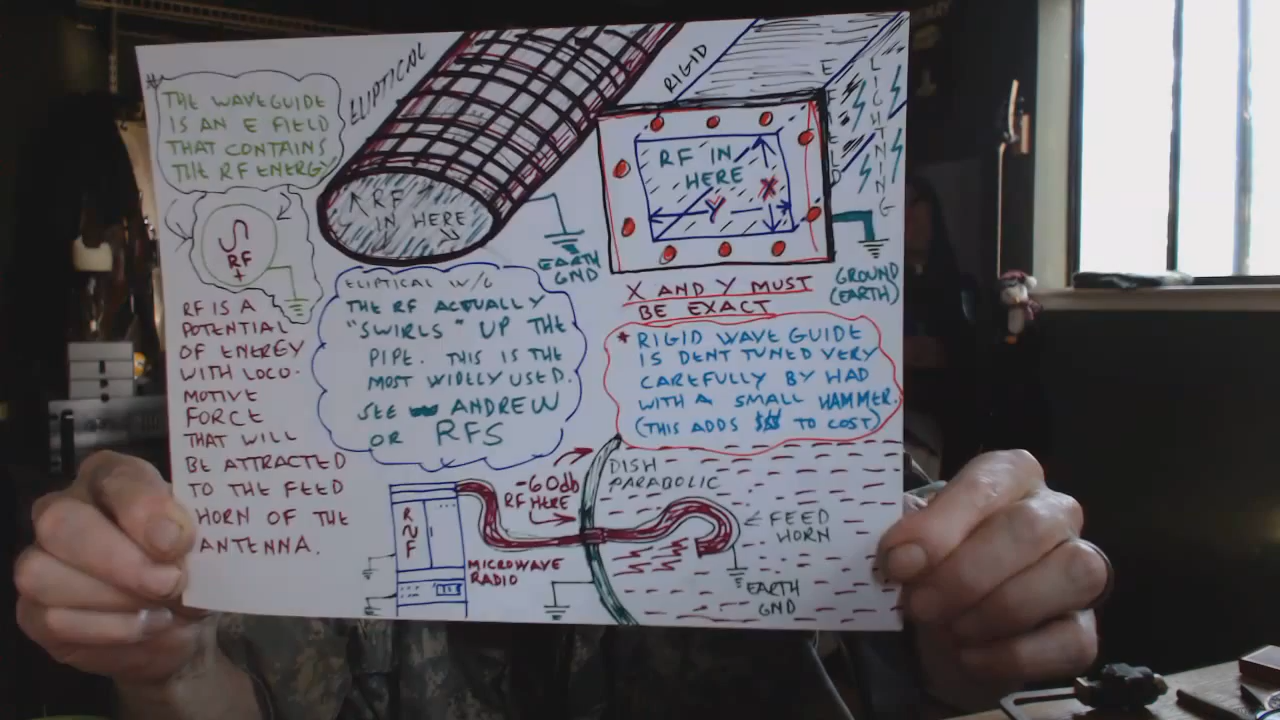 * THE WAVEGUIDE
IS AN E FIELD
THAT CONTAINS
THE RF ENERGY
RF
+
RF IS A
POTENTIAL
OF ENERGY
WITH LOCO-
MOTIVE
FORCE
THAT WILL
BE ATTRACTED
TO THE FEED
HORN OF THE
ANTENNA.
ELIPTICAL
RF
IN HERE
EARTH
GND
ELIPTICAL W/G
THE RF ACTUALLY
"SWIRLS" UP THE
PIPE. THIS IS THE
MOST WIDLLY USED.
SEE ANDREW
OR RFS
RIGID
E FIELD
LIGHTNING
RF IN
HERE
X
Y
GROUND
(EARTH)
X AND Y MUST
BE EXACT
* RIGID WAVE GUIDE
IS DENT TUNED VERY
CAREFULLY BY HAD
WITH A SMALL HAMMER.
(THIS ADDS $$$ TO COST)
DISH
PARABOLIC
-60db
RF HERE
FEED
HORN
EARTH
GND
MICROWAVE
RADIO